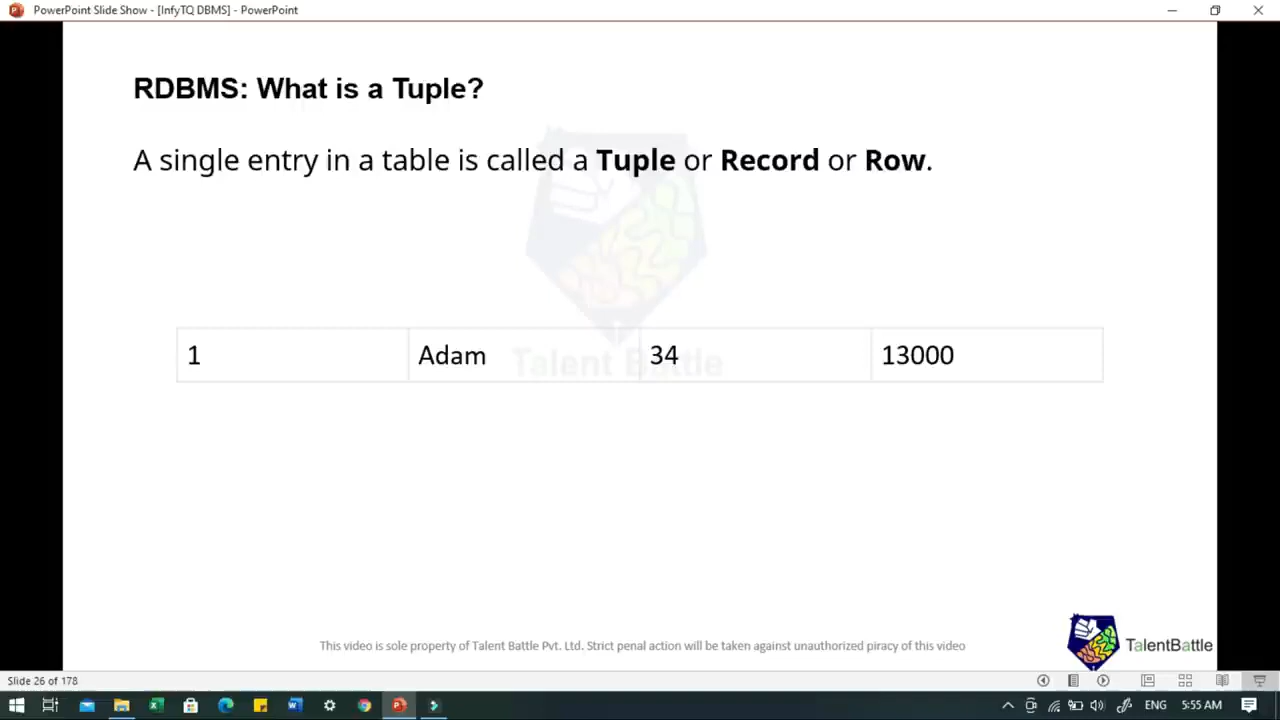 PowerPoint Slide Show - [InfyTQ DBMS] - PowerPoint
RDBMS: What is a Tuple?
A single entry in a table is called a Tuple or Record or Row.
1 Adam 34 13000
Talent Battle
This video is sole property of Talent Battle Pvt. Ltd. Strict penal action will be taken against unauthorized piracy of this video
TalentBattle
Slide 26 of 178
ENG 5:55 AM